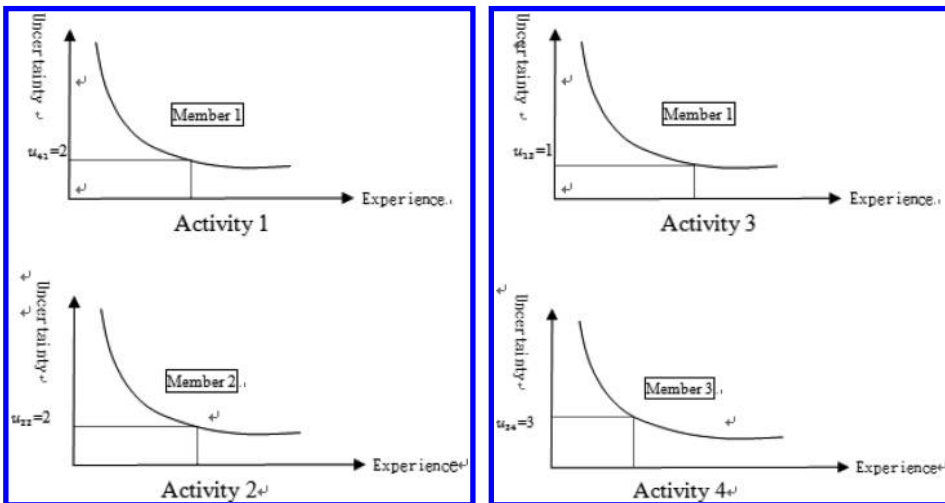 Uncertainty
Member 1
u₄₁=2
Experience
Activity 1
Uncertainty
Member 2
u₂₂=2
Experience
Activity 2
Uncertainty
Member 1
u₁₃=1
Experience
Activity 3
Uncertainty
Member 3
u₃₄=3
Experience
Activity 4